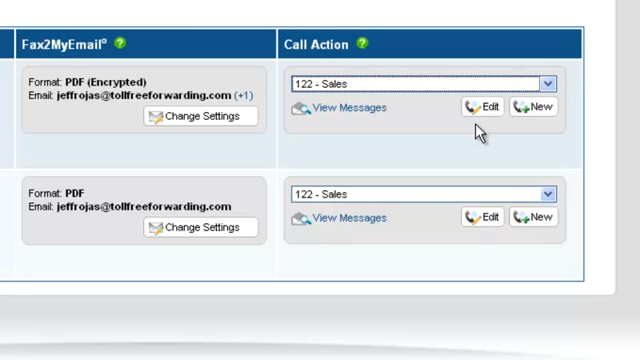 Fax2MyEmail
Call Action
Format: PDF (Encrypted)
Email: jeffrojas@tollfreeforwarding.com (+1)
Change Settings
122 - Sales
View Messages
Edit
New
Format: PDF
Email: jeffrojas@tollfreeforwarding.com
Change Settings
122 - Sales
View Messages
Edit
New